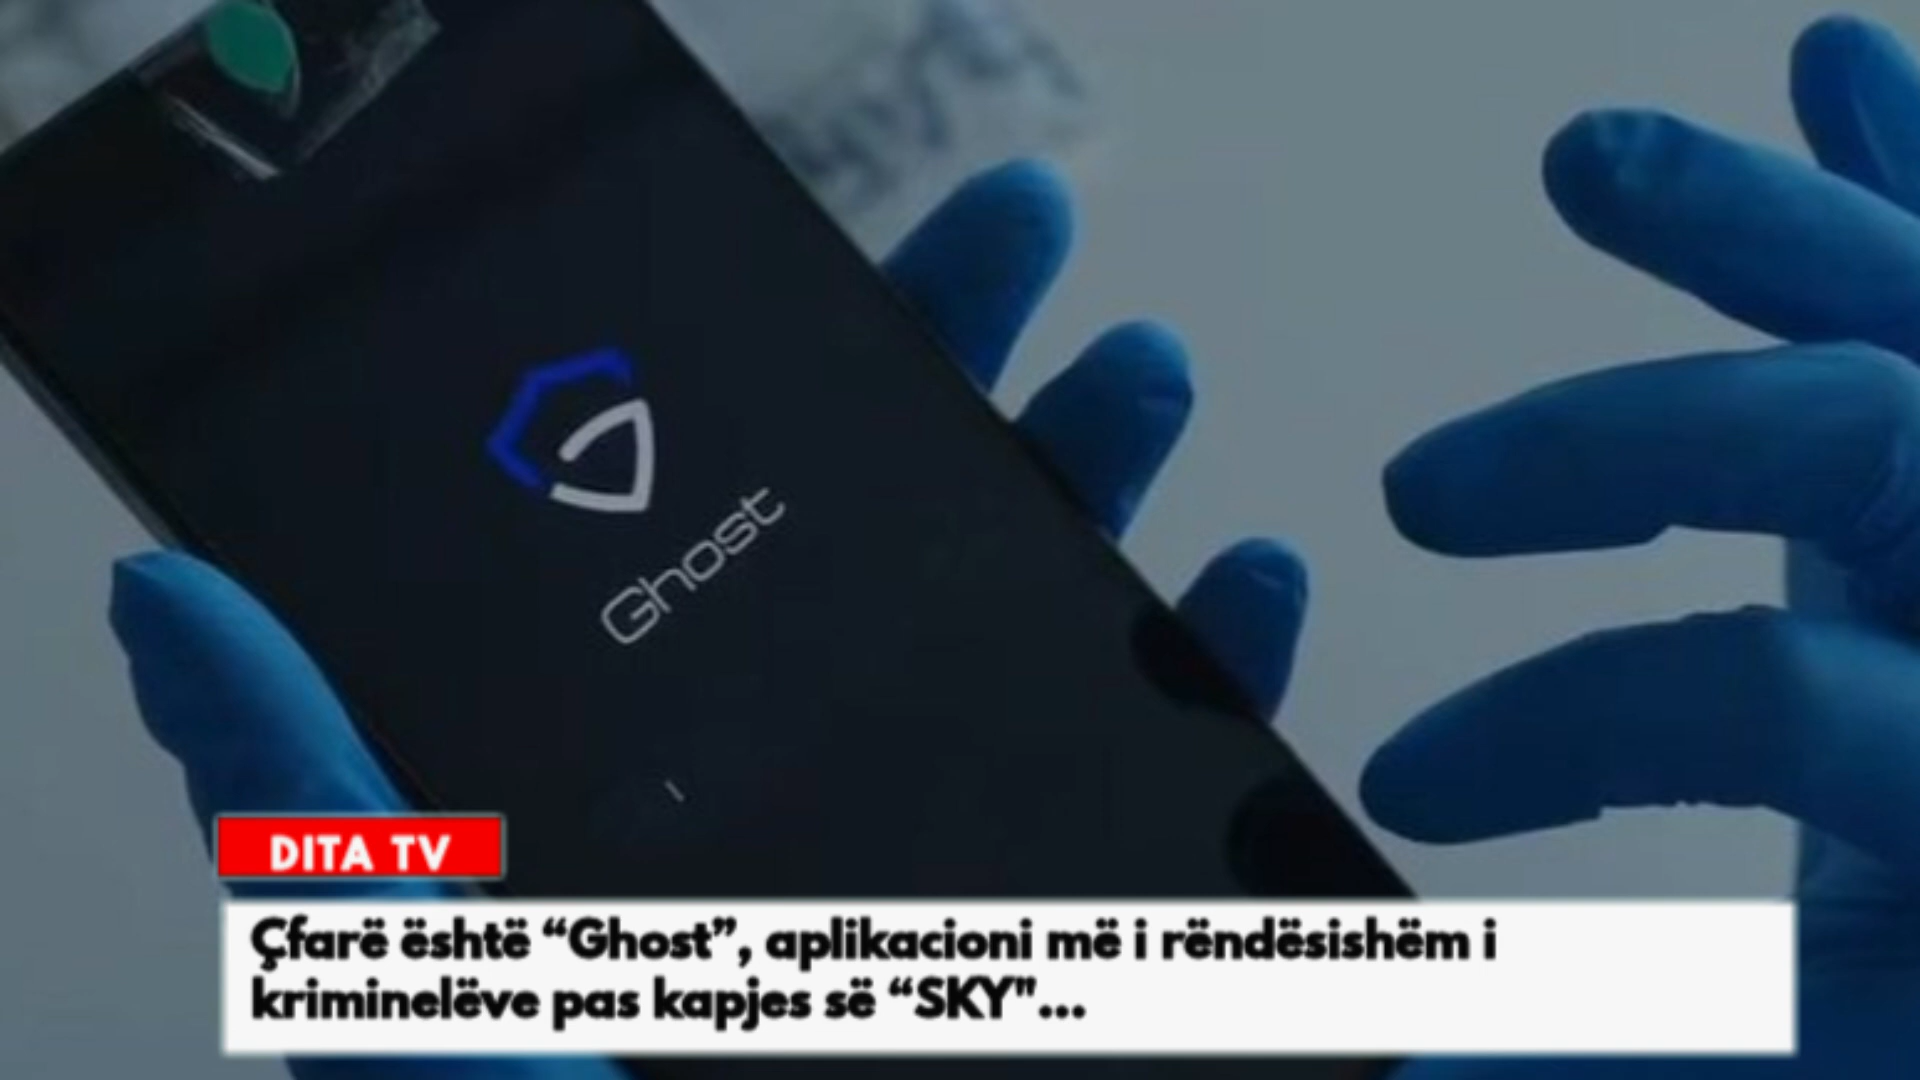 Ghost
DITA TV
Çfarë është “Ghost”, aplikacioni më i rëndësishëm i
kriminelëve pas kapjes së “SKY"...